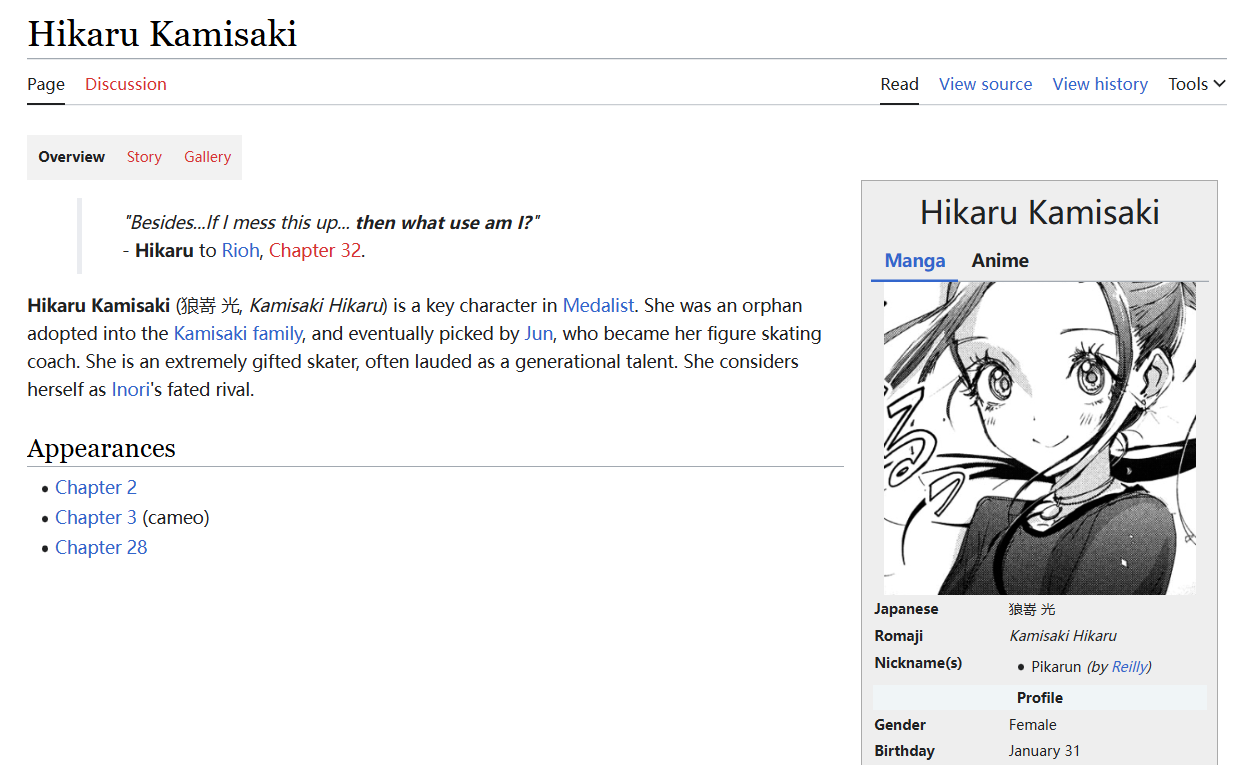 Hikaru Kamisaki
Page Discussion Read View source View history Tools
Overview Story Gallery
"Besides...If I mess this up... then what use am I?"
- Hikaru to Rioh, Chapter 32.
Hikaru Kamisaki (狼嵜 光, Kamisaki Hikaru) is a key character in Medalist. She was an orphan
adopted into the Kamisaki family, and eventually picked by Jun, who became her figure skating
coach. She is an extremely gifted skater, often lauded as a generational talent. She considers
herself as Inori's fated rival.
Appearances
• Chapter 2
• Chapter 3 (cameo)
• Chapter 28
Hikaru Kamisaki
Manga Anime
Japanese 狼嵜 光
Romaji Kamisaki Hikaru
Nickname(s) • Pikarun (by Reilly)
Profile
Gender Female
Birthday January 31